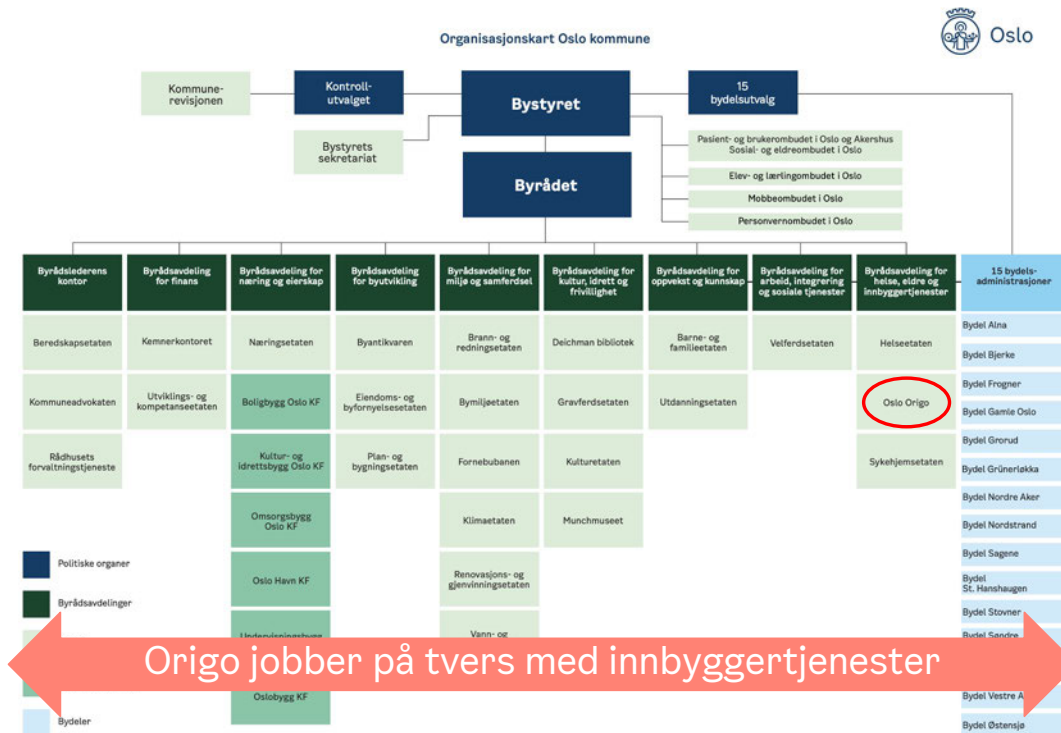 Organisasjonskart Oslo kommune
Oslo
Kommune-
revisjonen
Kontroll-
utvalget
Bystyret
15
bydelsutvalg
Bystyrets
sekretariat
Pasient- og brukerombudet i Oslo og Akershus
Sosial- og eldreombudet i Oslo
Elev- og lærlingombudet i Oslo
Mobbeombudet i Oslo
Personvernombudet i Oslo
Byrådet
Byrådslederens
kontor
Byrådsavdeling
for finans
Byrådsavdeling for
næring og eierskap
Byrådsavdeling
for byutvikling
Byrådsavdeling for
miljø og samferdsel
Byrådsavdeling for
kultur, idrett og
frivillighet
Byrådsavdeling for
oppvekst og kunnskap
Byrådsavdeling for
arbeid, integrering
og sosiale tjenester
Byrådsavdeling for
helse, eldre og
innbyggertjenester
15 bydels-
administrasjoner
Beredskapsetaten
Kemnerkontoret
Næringsetaten
Byantikvaren
Brann- og
redningsetaten
Deichman bibliotek
Barne- og
familieetaten
Velferdsetaten
Helseetaten
Kommuneadvokaten
Utviklings- og
kompetanseetaten
Boligbygg Oslo KF
Eiendoms- og
byfornyelsesetaten
Bymiljøetaten
Gravferdsetaten
Utdanningsetaten
Oslo Origo
Rådhusets
forvaltningstjeneste
Kultur- og
idrettsbygg Oslo KF
Plan- og
bygningsetaten
Fornebubanen
Kulturetaten
Sykehjemsetaten
Omsorgsbygg
Oslo KF
Klimaetaten
Munchmuseet
Oslo Havn KF
Renovasjons- og
gjenvinningsetaten
Undervisningsbygg
Vann- og
Oslobygg KF
Bydel Alna
Bydel Bjerke
Bydel Frogner
Bydel Gamle Oslo
Bydel Grorud
Bydel Grünerløkka
Bydel Nordre Aker
Bydel Nordstrand
Bydel Sagene
Bydel
St. Hanshaugen
Bydel Stovner
Bydel Søndre
Bydel Vestre A
Bydel Østensjø
Politiske organer
Byrådsavdelinger
Bydeler
Origo jobber på tvers med innbyggertjenester